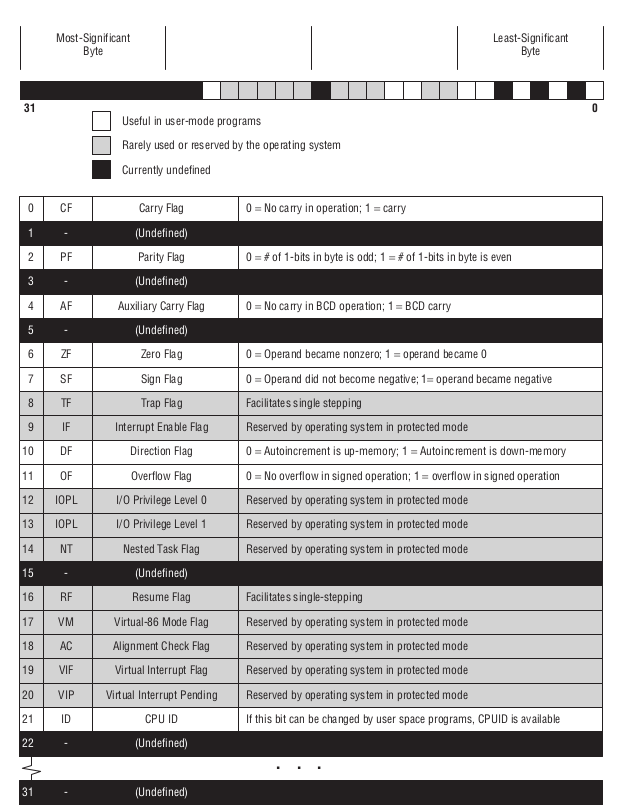 Most-Significant Byte
Least-Significant Byte
31 0
Useful in user-mode programs
Rarely used or reserved by the operating system
Currently undefined
0 CF Carry Flag 0 = No carry in operation; 1 = carry
1 - (Undefined)
2 PF Parity Flag 0 = # of 1-bits in byte is odd; 1 = # of 1-bits in byte is even
3 - (Undefined)
4 AF Auxiliary Carry Flag 0 = No carry in BCD operation; 1 = BCD carry
5 - (Undefined)
6 ZF Zero Flag 0 = Operand became nonzero; 1 = operand became 0
7 SF Sign Flag 0 = Operand did not become negative; 1= operand became negative
8 TF Trap Flag Facilitates single stepping
9 IF Interrupt Enable Flag Reserved by operating system in protected mode
10 DF Direction Flag 0 = Autoincrement is up-memory; 1 = Autoincrement is down-memory
11 OF Overflow Flag 0 = No overflow in signed operation; 1 = overflow in signed operation
12 IOPL I/O Privilege Level 0 Reserved by operating system in protected mode
13 IOPL I/O Privilege Level 1 Reserved by operating system in protected mode
14 NT Nested Task Flag Reserved by operating system in protected mode
15 - (Undefined)
16 RF Resume Flag Facilitates single-stepping
17 VM Virtual-86 Mode Flag Reserved by operating system in protected mode
18 AC Alignment Check Flag Reserved by operating system in protected mode
19 VIF Virtual Interrupt Flag Reserved by operating system in protected mode
20 VIP Virtual Interrupt Pending Reserved by operating system in protected mode
21 ID CPU ID If this bit can be changed by user space programs, CPUID is available
22 - (Undefined)
. . .
31 - (Undefined)